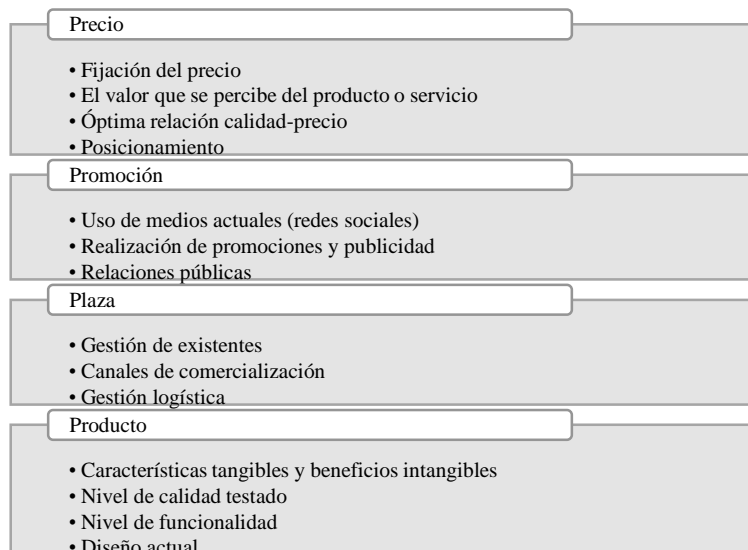 Precio
• Fijación del precio
• El valor que se percibe del producto o servicio
• Óptima relación calidad-precio
• Posicionamiento
Promoción
• Uso de medios actuales (redes sociales)
• Realización de promociones y publicidad
• Relaciones públicas
Plaza
• Gestión de existentes
• Canales de comercialización
• Gestión logística
Producto
• Características tangibles y beneficios intangibles
• Nivel de calidad testado
• Nivel de funcionalidad
• Diseño actual